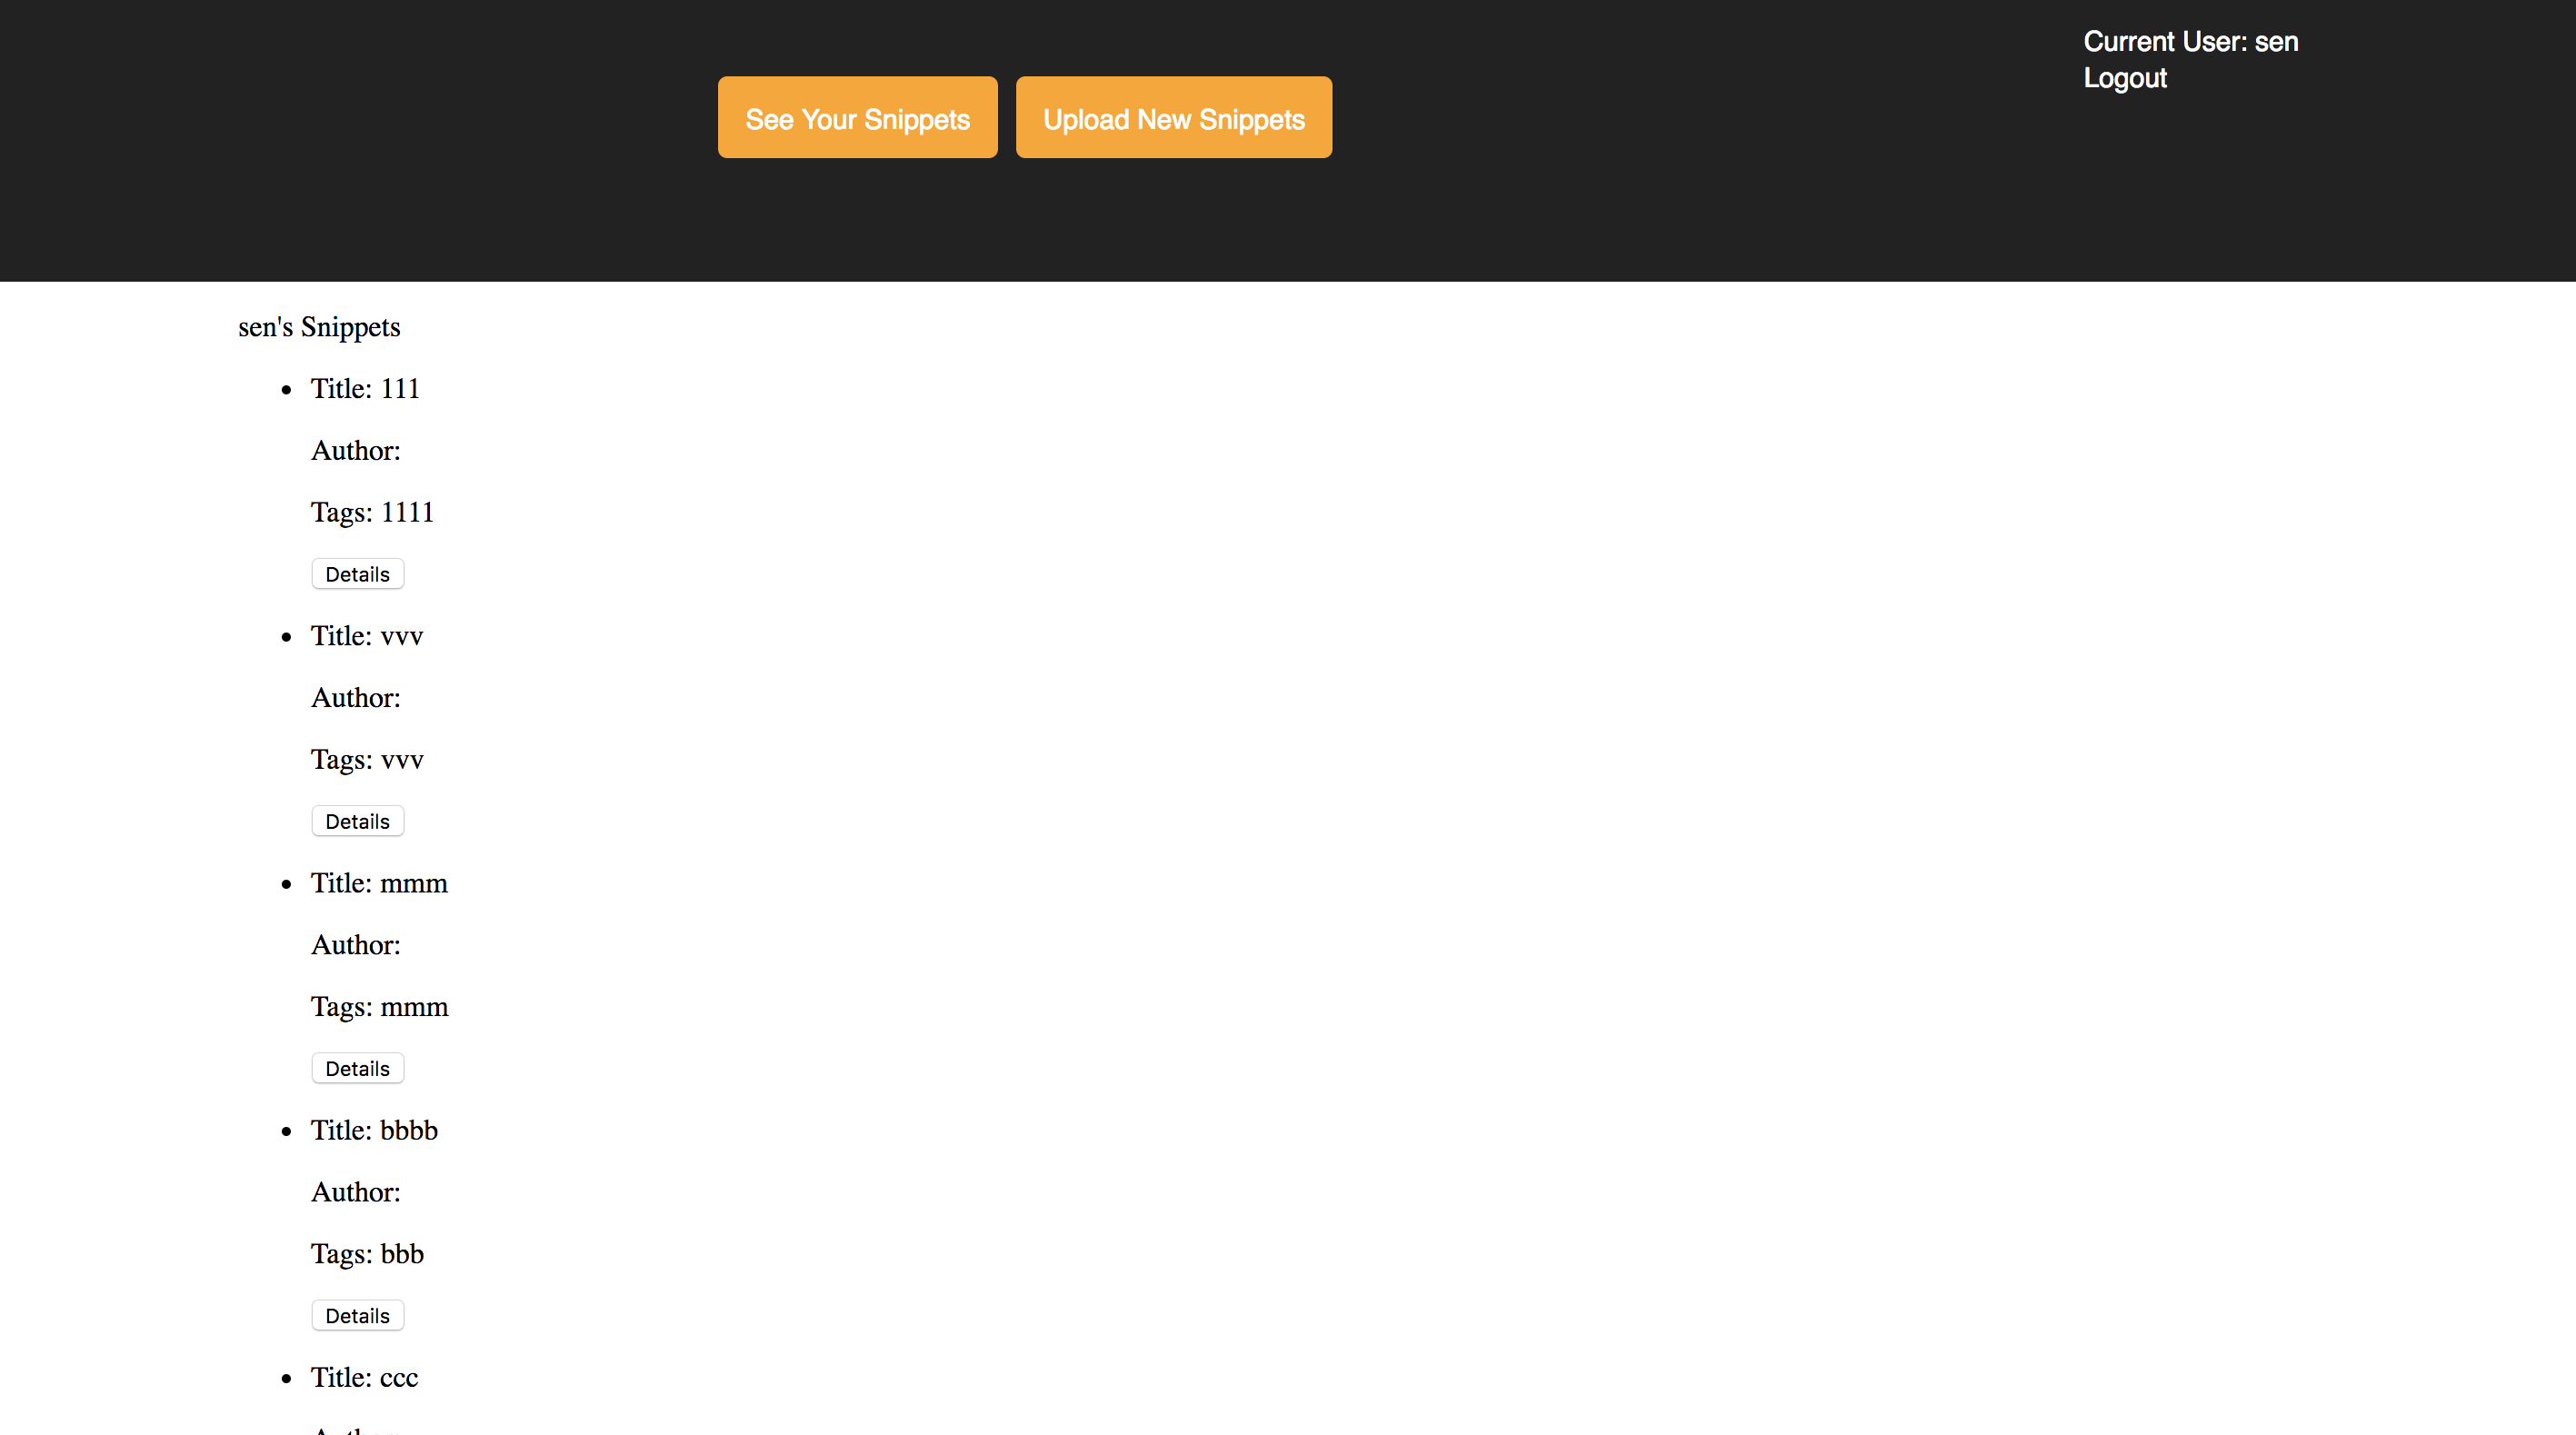 Current User: sen
Logout
See Your Snippets
Upload New Snippets
sen's Snippets
Title: 111
Author:
Tags: 1111
Details
Title: vvv
Author:
Tags: vvv
Details
Title: mmm
Author:
Tags: mmm
Details
Title: bbbb
Author:
Tags: bbb
Details
Title: ccc